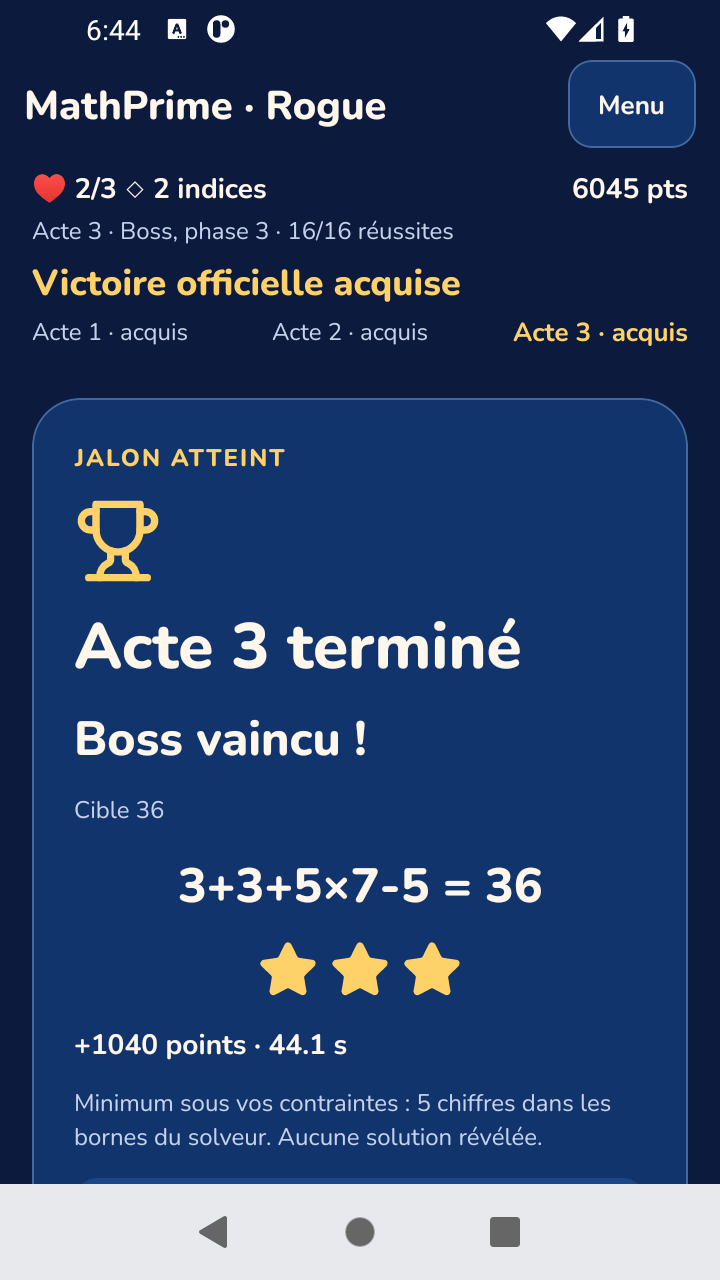 6:44
MathPrime · Rogue
Menu
❤️ 2/3 ◇ 2 indices
6045 pts
Acte 3 · Boss, phase 3 · 16/16 réussites
Victoire officielle acquise
Acte 1 · acquis
Acte 2 · acquis
Acte 3 · acquis
JALON ATTEINT
Acte 3 terminé
Boss vaincu !
Cible 36
3+3+5×7-5 = 36
+1040 points · 44.1 s
Minimum sous vos contraintes : 5 chiffres dans les
bornes du solveur. Aucune solution révélée.